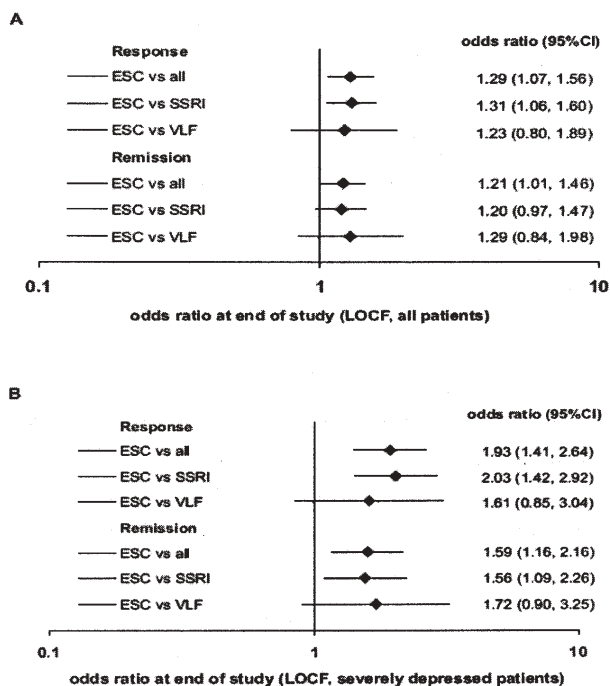 A
odds ratio (95%CI)
Response
ESC vs all 1.29 (1.07, 1.56)
ESC vs SSRI 1.31 (1.06, 1.60)
ESC vs VLF 1.23 (0.80, 1.89)
Remission
ESC vs all 1.21 (1.01, 1.46)
ESC vs SSRI 1.20 (0.97, 1.47)
ESC vs VLF 1.29 (0.84, 1.98)
0.1 1 10
odds ratio at end of study (LOCF, all patients)
B
odds ratio (95%CI)
Response
ESC vs all 1.93 (1.41, 2.64)
ESC vs SSRI 2.03 (1.42, 2.92)
ESC vs VLF 1.61 (0.85, 3.04)
Remission
ESC vs all 1.59 (1.16, 2.16)
ESC vs SSRI 1.56 (1.09, 2.26)
ESC vs VLF 1.72 (0.90, 3.25)
0.1 1 10
odds ratio at end of study (LOCF, severely depressed patients)